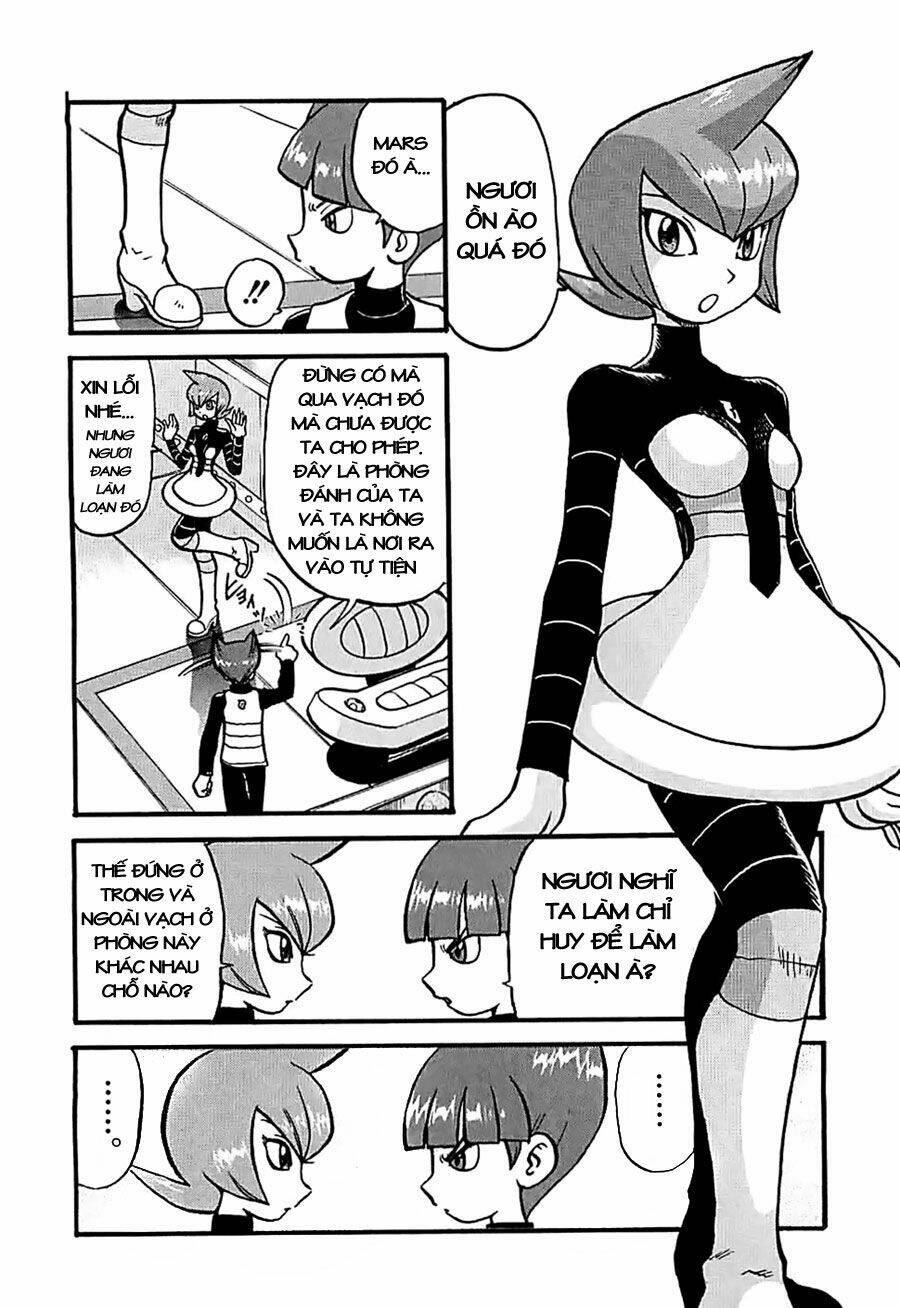 MARS
ĐÓ À...
NGƯƠI
ỒN ÀO
QUÁ ĐÓ
!!
XIN LỖI
NHÉ...
NHƯNG
NGƯƠI
ĐANG
LÀM
LOẠN ĐÓ
ĐỪNG CÓ MÀ
QUA VẠCH ĐÓ
MÀ CHƯA ĐƯỢC
TA CHO PHÉP.
ĐÂY LÀ PHÒNG
ĐÁNH CỦA TA
VÀ TA KHÔNG
MUỐN LÀ NƠI RA
VÀO TỰ TIỆN
THẾ ĐỨNG Ở
TRONG VÀ
NGOÀI VẠCH Ở
PHÒNG NÀY
KHÁC NHAU
CHỖ NÀO?
NGƯƠI NGHĨ
TA LÀM CHỈ
HUY ĐỂ LÀM
LOẠN À?
……。
……